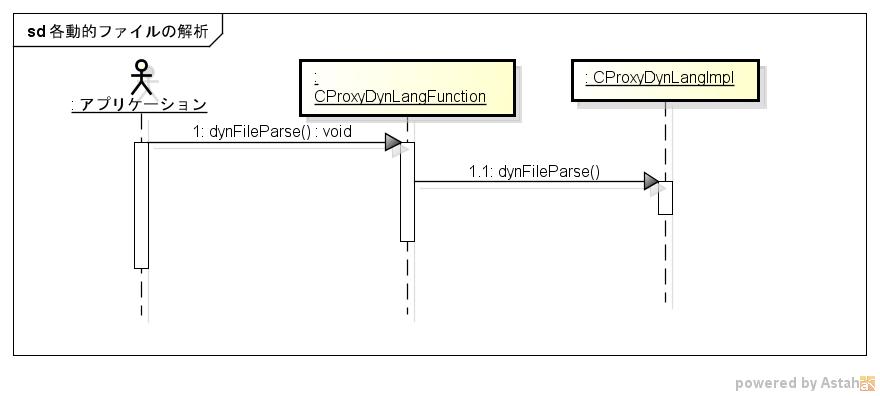 sd 各動的ファイルの解析
: アプリケーション
:
CProxyDynLangFunction
: CProxyDynLangImpl
1: dynFileParse() : void
1.1: dynFileParse()
powered by Astah